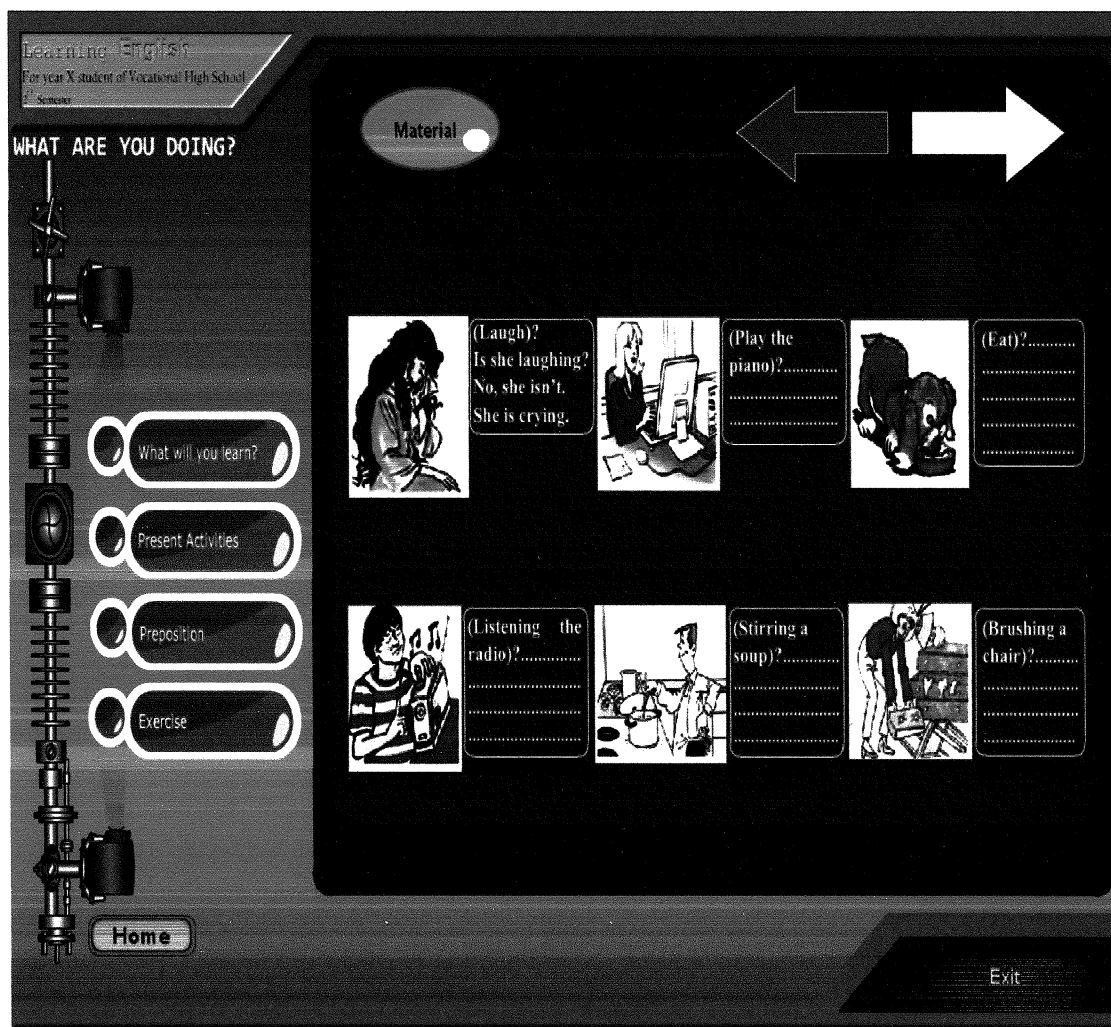 Learning English
For year X student of Vocational High School
Semester
WHAT ARE YOU DOING?
Material
(Laugh)?
Is she laughing?
No, she isn't.
She is crying.
(Play the
piano)?.............
..............................
..............................
(Eat)?...........
..........................
..........................
..........................
..........................
What will you learn?
Present Activities
Preposition
Exercise
(Listening the
radio)?..............
..............................
..............................
..............................
(Stirring a
soup)?..............
..........................
..........................
..........................
(Brushing a
chair)?..........
..........................
..........................
..........................
Home
Exit